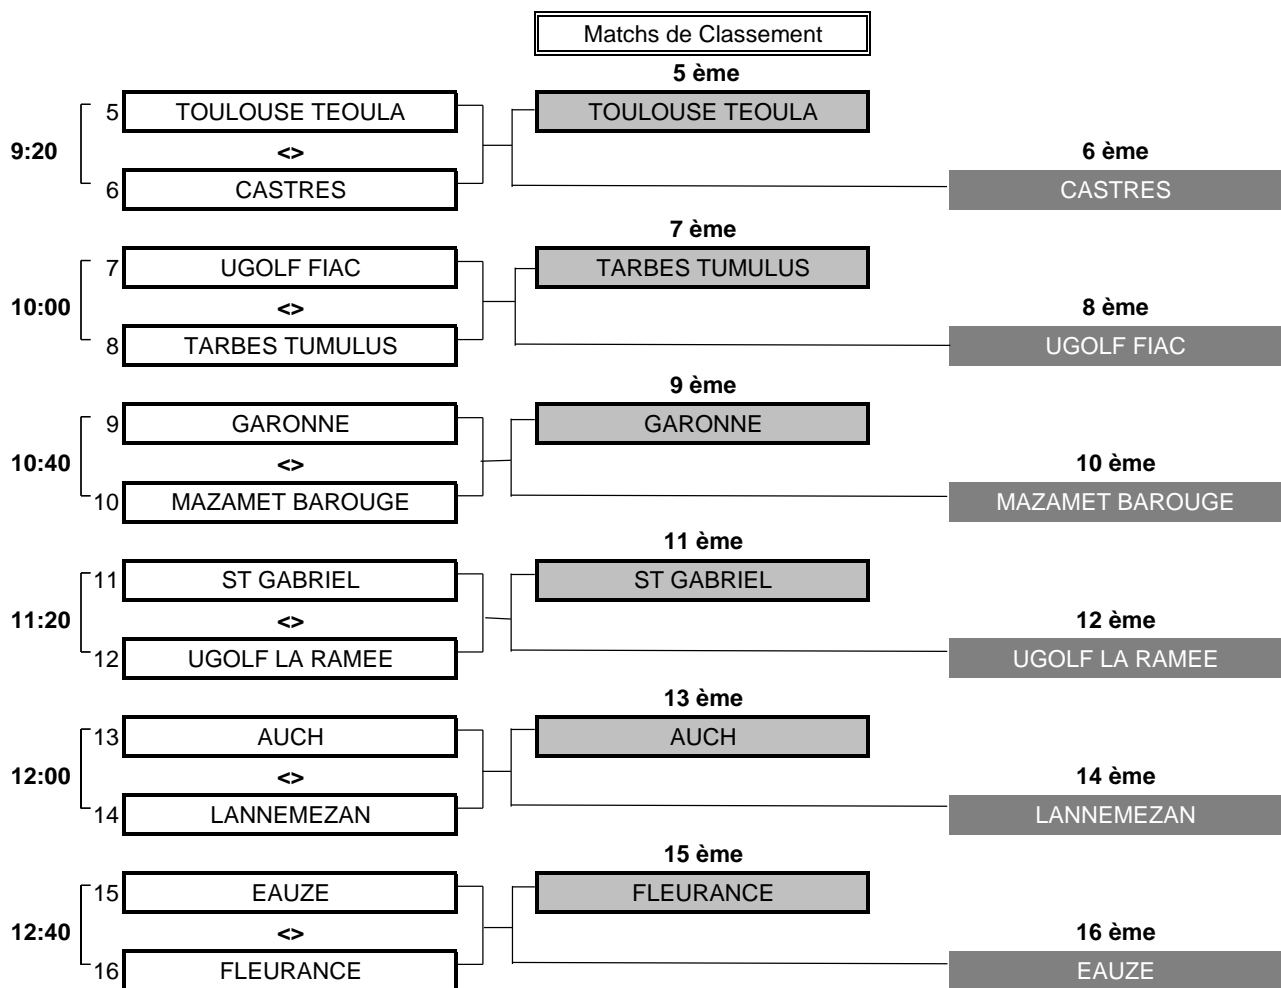 Matchs de Classement
5 ème
5 TOULOUSE TEOULA TOULOUSE TEOULA
9:20 <> 6 ème
6 CASTRES CASTRES
7 ème
7 UGOLF FIAC TARBES TUMULUS
10:00 <> 8 ème
8 TARBES TUMULUS UGOLF FIAC
9 ème
9 GARONNE GARONNE
10:40 <> 10 ème
10 MAZAMET BAROUGE MAZAMET BAROUGE
11 ème
11 ST GABRIEL ST GABRIEL
11:20 <> 12 ème
12 UGOLF LA RAMEE UGOLF LA RAMEE
13 ème
13 AUCH AUCH
12:00 <> 14 ème
14 LANNEMEZAN LANNEMEZAN
15 ème
15 EAUZE FLEURANCE
12:40 <> 16 ème
16 FLEURANCE EAUZE